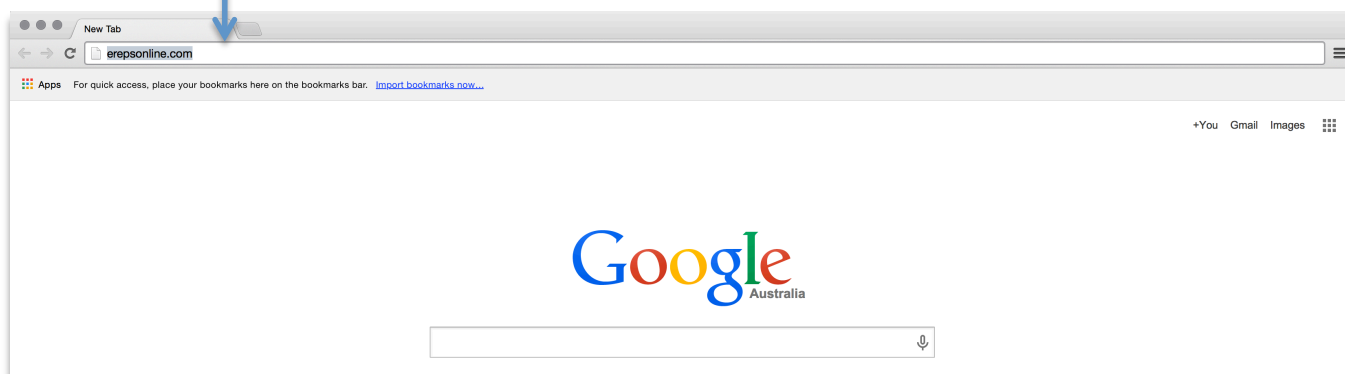 New Tab
erepsonline.com
Apps For quick access, place your bookmarks here on the bookmarks bar. Import bookmarks now...
+You Gmail Images
Google
Australia